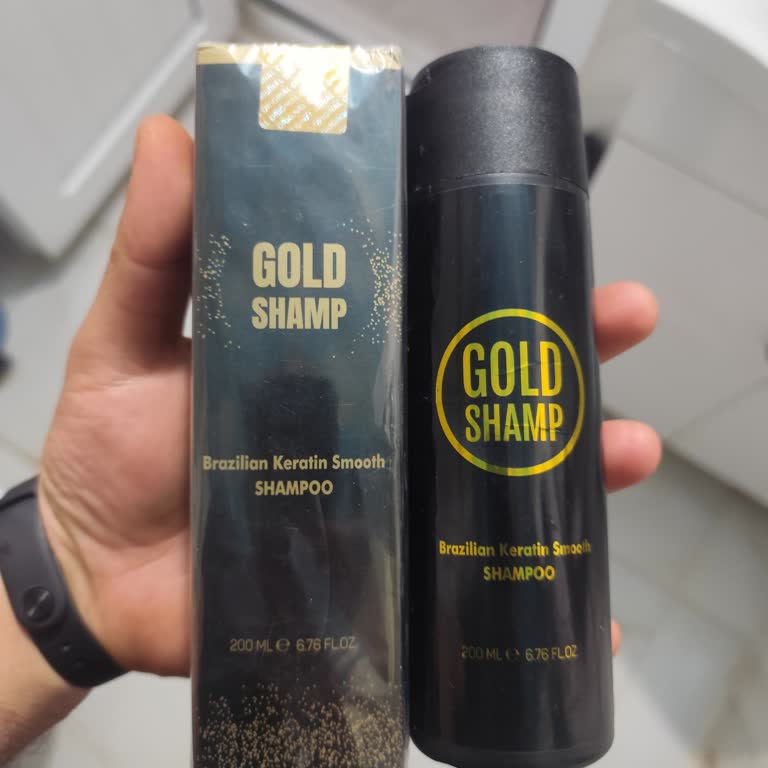 GOLD
SHAMP
Brazilian Keratin Smooth
SHAMPOO
200 ML ℮ 6.76 FL.OZ
GOLD
SHAMP
Brazilian Keratin Smooth
SHAMPOO
200 ML ℮ 6.76 FL.OZ